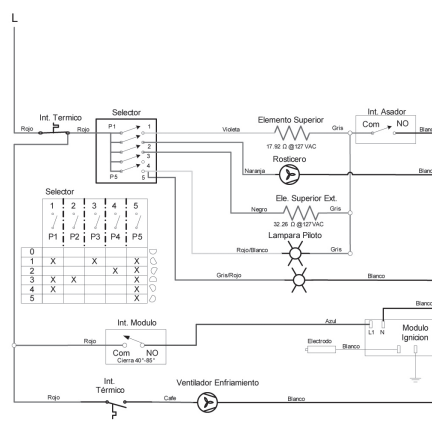 L
Int. Termico
Rojo
Rojo
Selector
P1
1
2
3
4
P5
5
Violeta
Elemento Superior
Gris
17.92 Ω @127 VAC
Int. Asador
Com
NO
Blanc
Rosticero
Naranja
Blanc
Ele. Superior Ext.
Negro
Gris
32.26 Ω @127VAC
Lampara Piloto
Rojo/Blanco
Gris
Gris/Rojo
Blanco
Selector
1 2 3 4 5
P1 P2 P3 P4 P5
0
1 X X X
2 X X
3 X X X
4 X X
5 X
Blanco
Int. Modulo
Azul
Rojo
Com
NO
Cierra 40°-85°
L1 N
Modulo
Ignicion
Electrodo
Blanco
Int.
Térmico
Ventilador Enfriamiento
Rojo
Cafe
Blanco